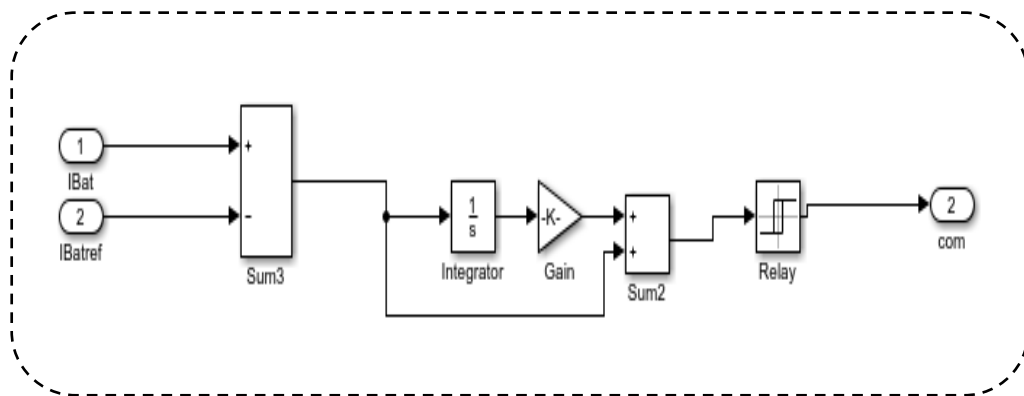 1
IBat
2
IBatref
+
-
Sum3
1
s
Integrator
-K-
Gain
+
+
Sum2
Relay
2
com